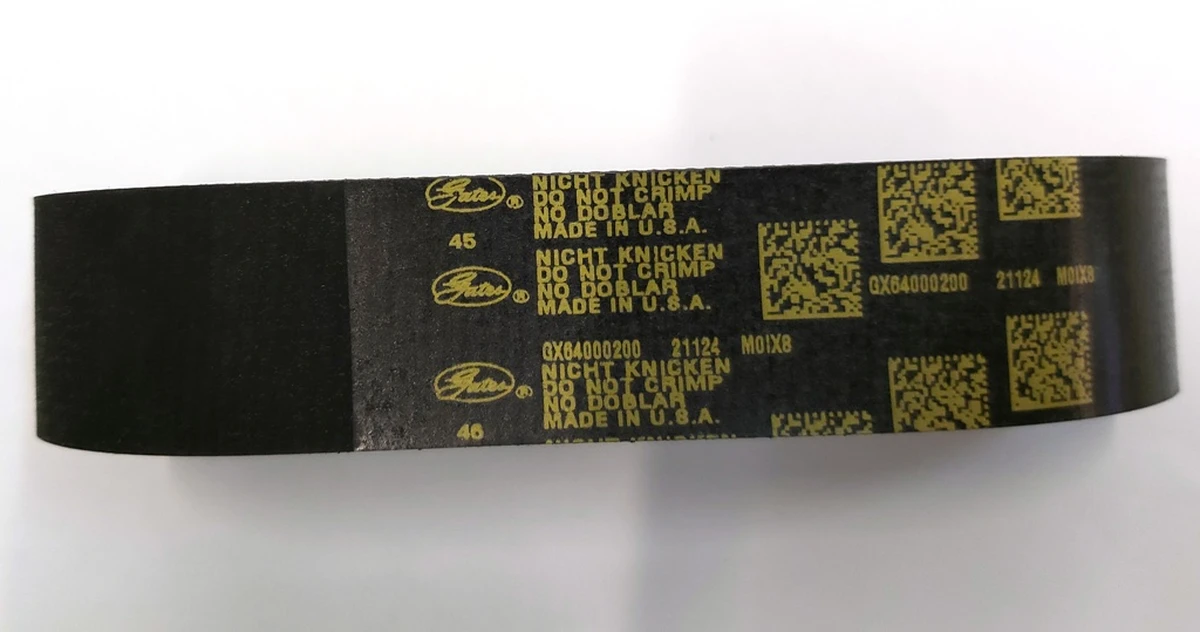 Gates®
NICHT KNICKEN
DO NOT CRIMP
NO DOBLAR
MADE IN U.S.A.
45
Gates®
NICHT KNICKEN
DO NOT CRIMP
NO DOBLAR
MADE IN U.S.A.
GX64000200 21124 M01X8
GX64000200 21124 M01X8
Gates®
NICHT KNICKEN
DO NOT CRIMP
NO DOBLAR
MADE IN U.S.A.
46
NICHT KNICKEN